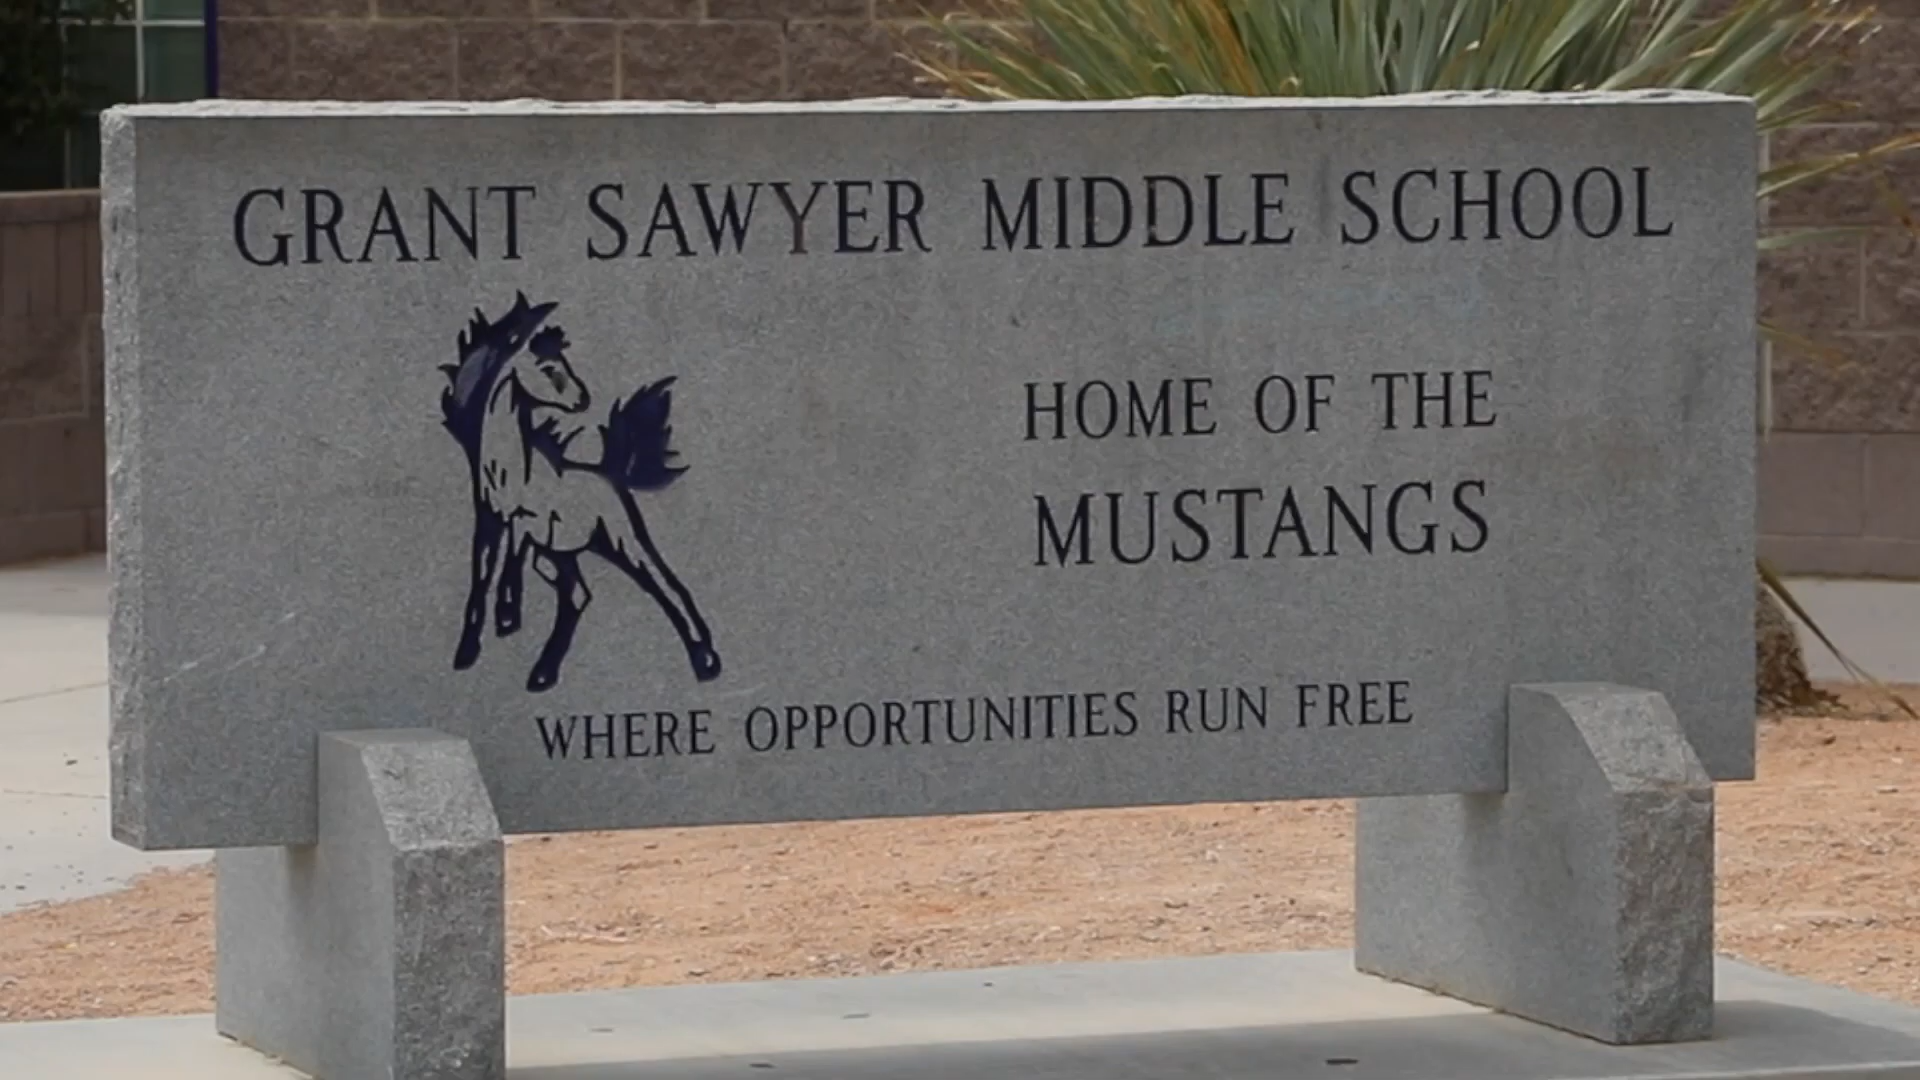 GRANT SAWYER MIDDLE SCHOOL
HOME OF THE
MUSTANGS
WHERE OPPORTUNITIES RUN FREE